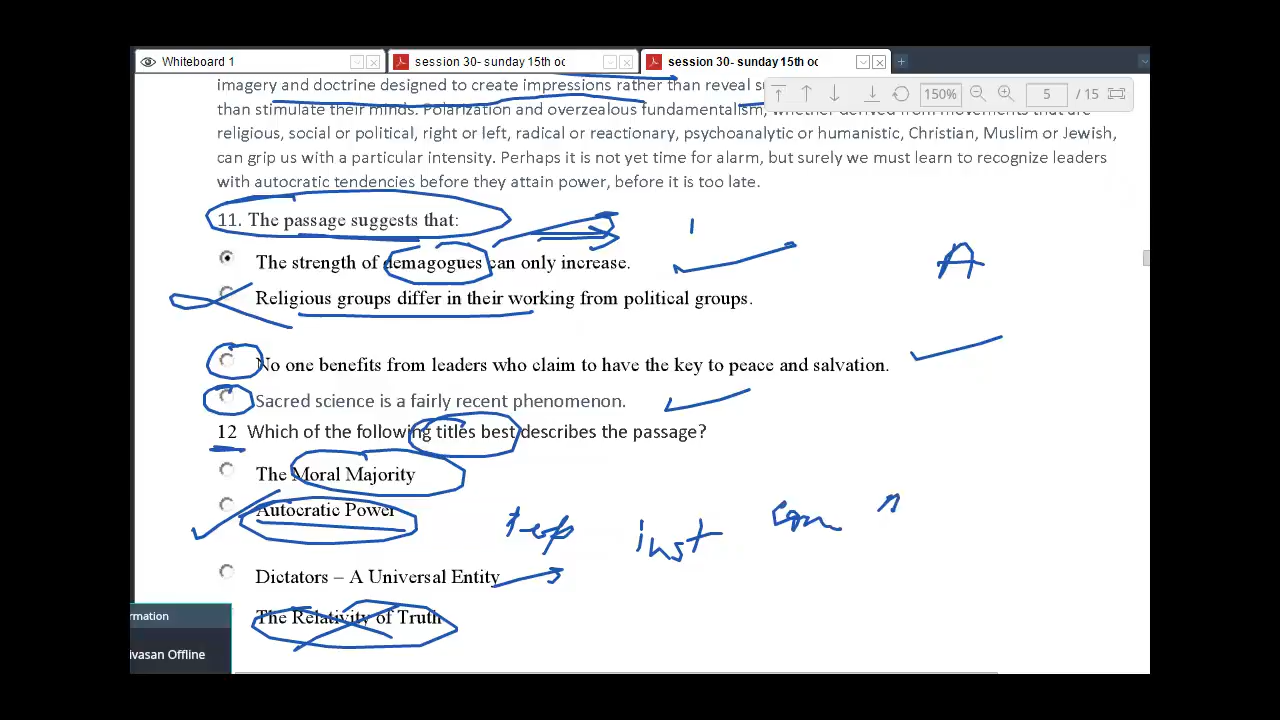 Whiteboard 1
session 30- sunday 15th oc
session 30- sunday 15th oc
150%
5
/ 15
imagery and doctrine designed to create impressions rather than reveal
than stimulate their minds. Polarization and overzealous fundamentalism, whether derived from movements that are
religious, social or political, right or left, radical or reactionary, psychoanalytic or humanistic, Christian, Muslim or Jewish,
can grip us with a particular intensity. Perhaps it is not yet time for alarm, but surely we must learn to recognize leaders
with autocratic tendencies before they attain power, before it is too late.
11. The passage suggests that:
The strength of demagogues can only increase.
A
Religious groups differ in their working from political groups.
No one benefits from leaders who claim to have the key to peace and salvation.
Sacred science is a fairly recent phenomenon.
12 Which of the following titles best describes the passage?
The Moral Majority
Autocratic Power
inst
Dictators – A Universal Entity
The Relativity of Truth
rmation
ivasan Offline